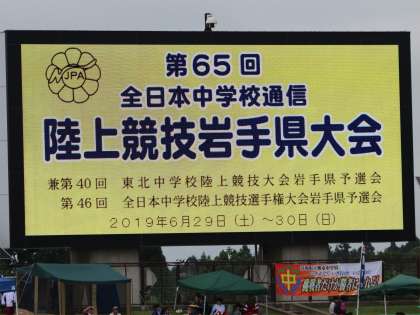 JPA
第65回
全日本中学校通信
陸上競技岩手県大会
兼第40回 東北中学校陸上競技大会岩手県予選会
第46回 全日本中学校陸上競技選手権大会岩手県予選会
2019年6月29日（土）～30日（日）
中